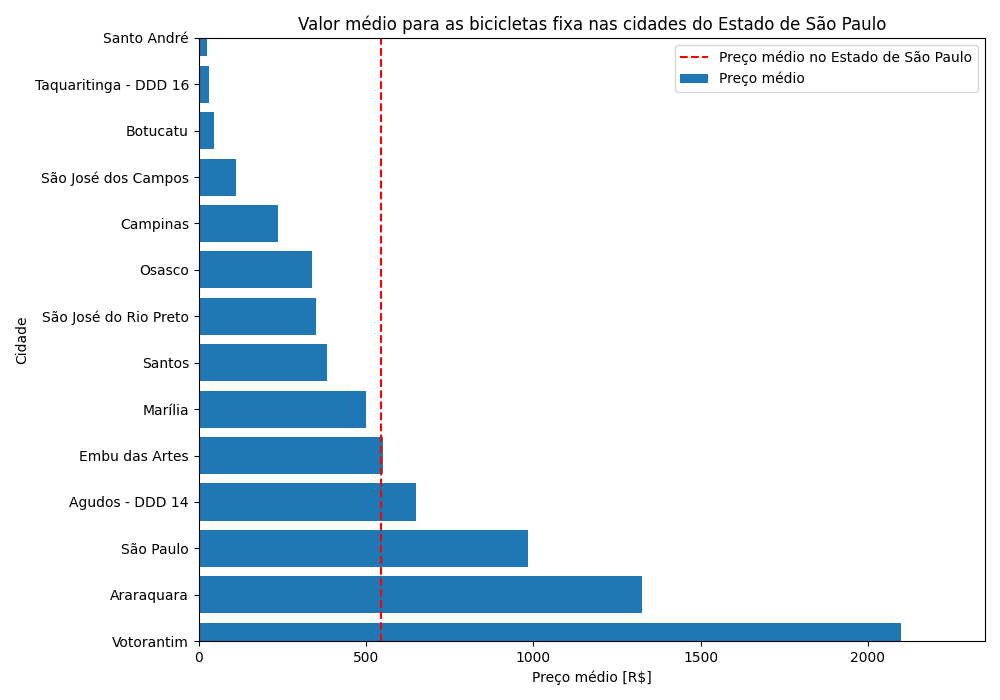 Valor médio para as bicicletas fixa nas cidades do Estado de São Paulo
Preço médio no Estado de São Paulo
Preço médio
Cidade
Santo André
Taquaritinga - DDD 16
Botucatu
São José dos Campos
Campinas
Osasco
São José do Rio Preto
Santos
Marília
Embu das Artes
Agudos - DDD 14
São Paulo
Araraquara
Votorantim
0 500 1000 1500 2000
Preço médio [R$]